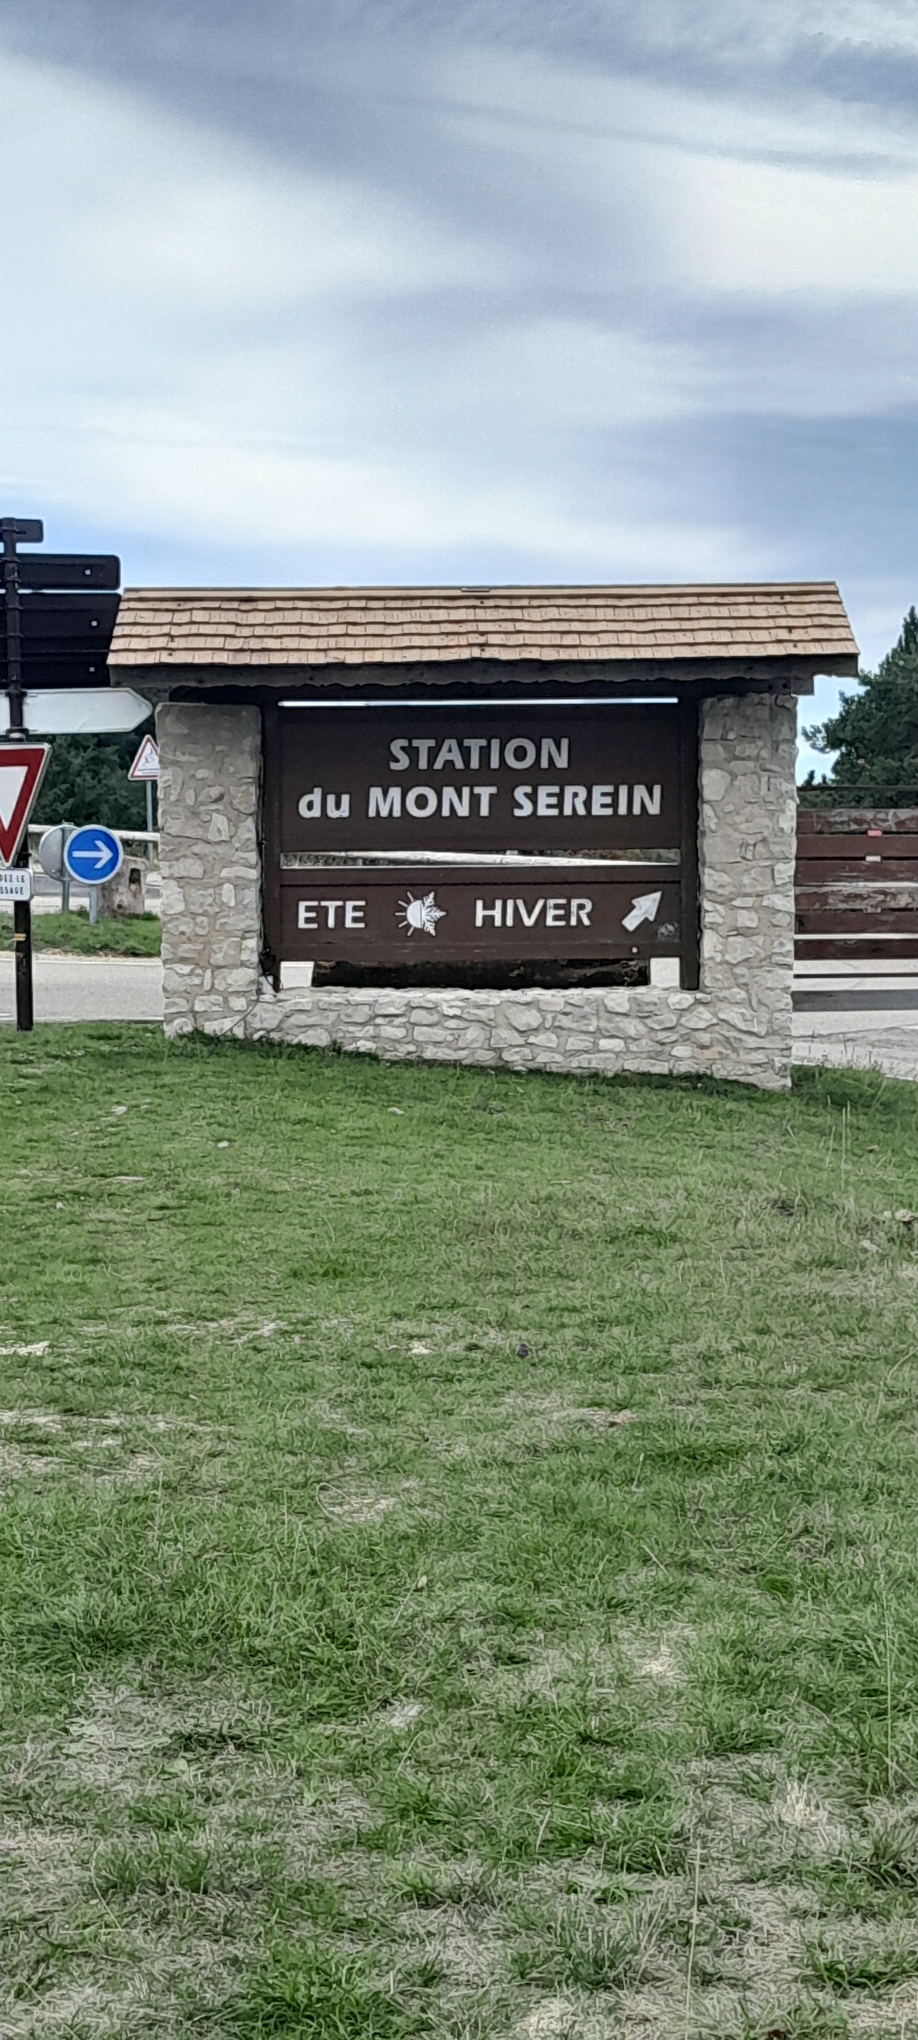 STATION
du MONT SEREIN
ETE HIVER